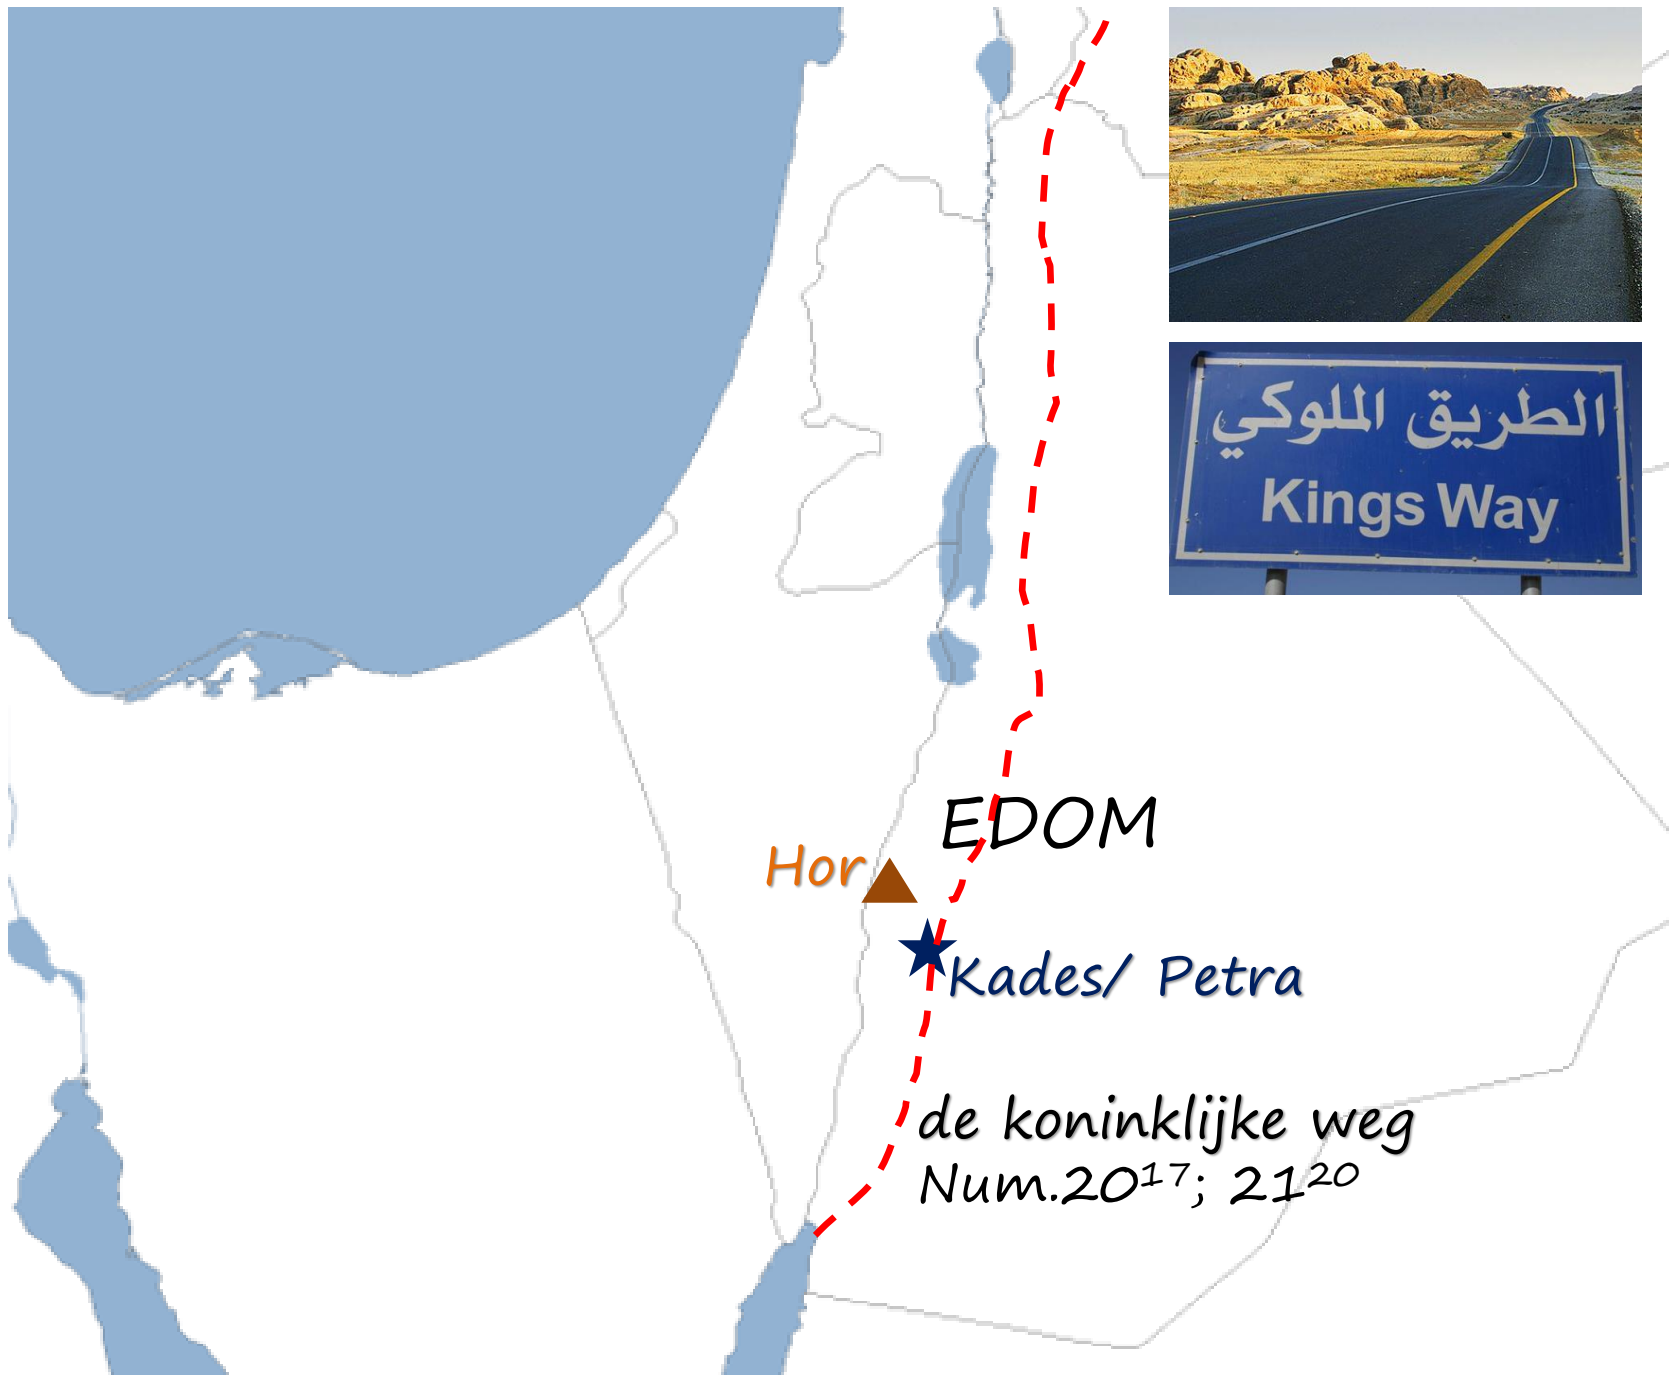 الطريق الملوكي
Kings Way
EDOM
Hor
Kades/ Petra
de koninklijke weg
Num.20¹⁷; 21²⁰